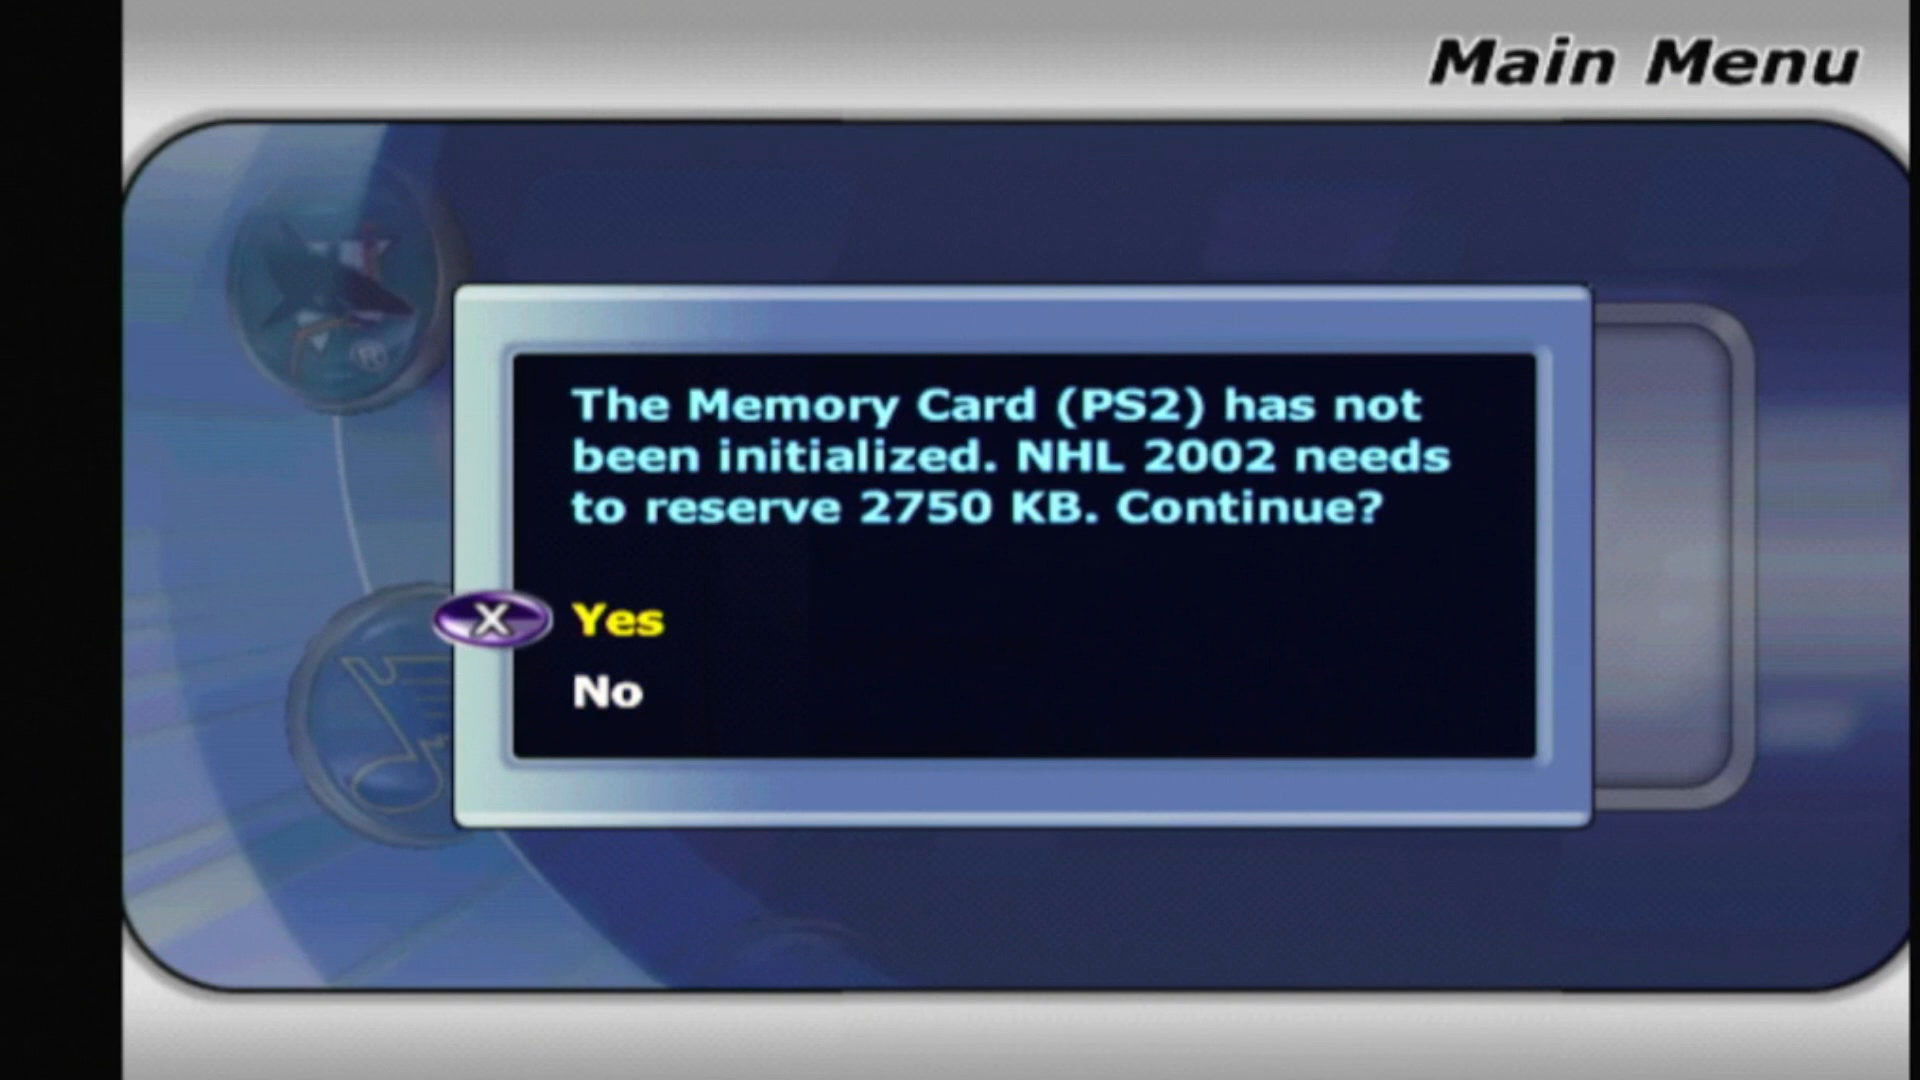 Main Menu
The Memory Card (PS2) has not
been initialized. NHL 2002 needs
to reserve 2750 KB. Continue?
X Yes
No